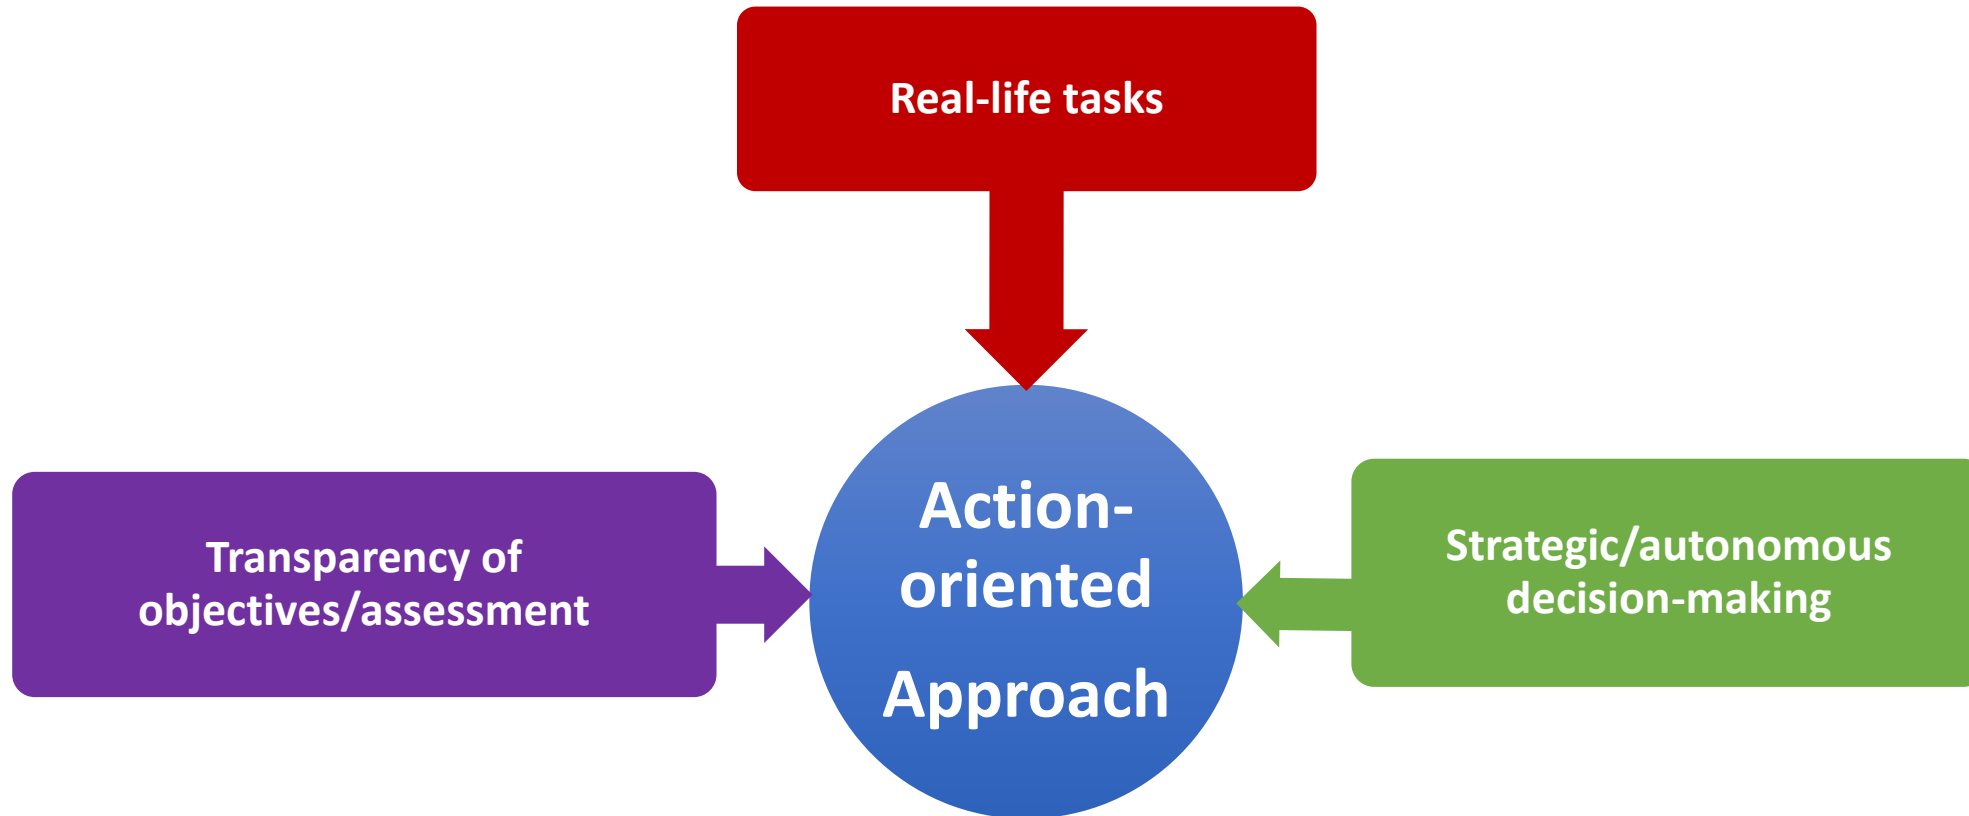 Real-life tasks
Transparency of
objectives/assessment
Action-
oriented
Approach
Strategic/autonomous
decision-making